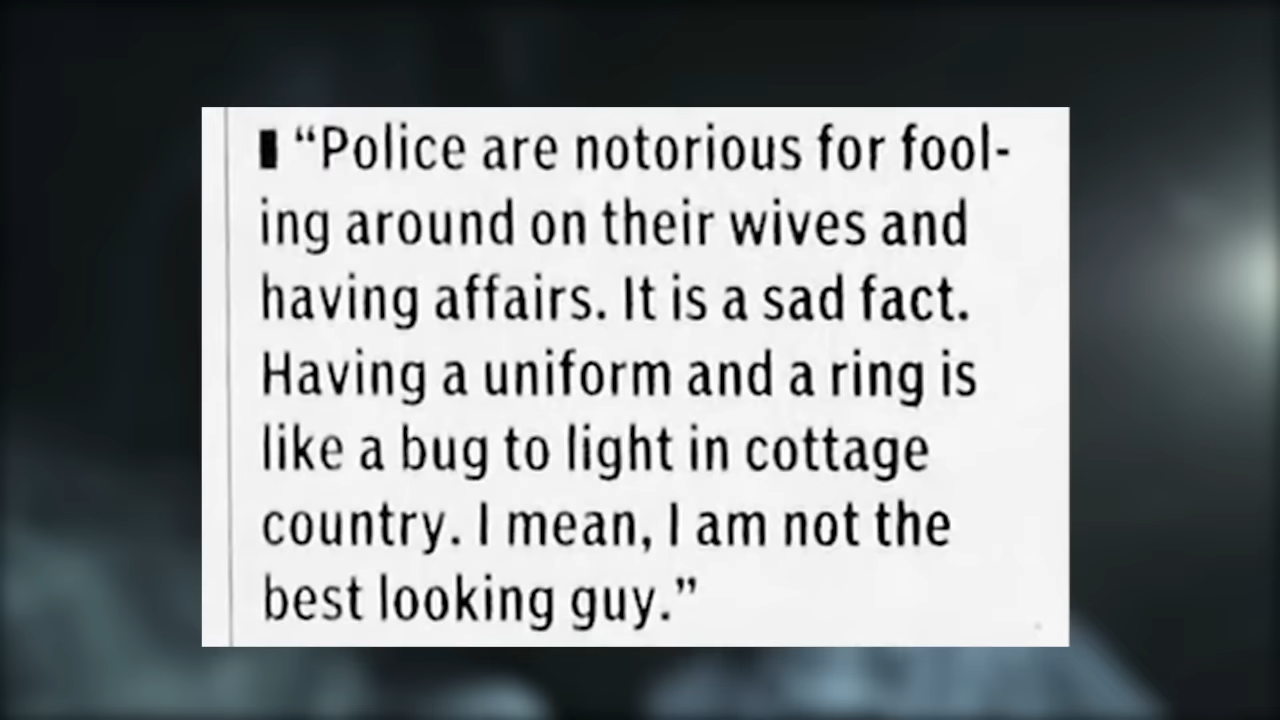 ▮ “Police are notorious for fool-
ing around on their wives and
having affairs. It is a sad fact.
Having a uniform and a ring is
like a bug to light in cottage
country. I mean, I am not the
best looking guy.”